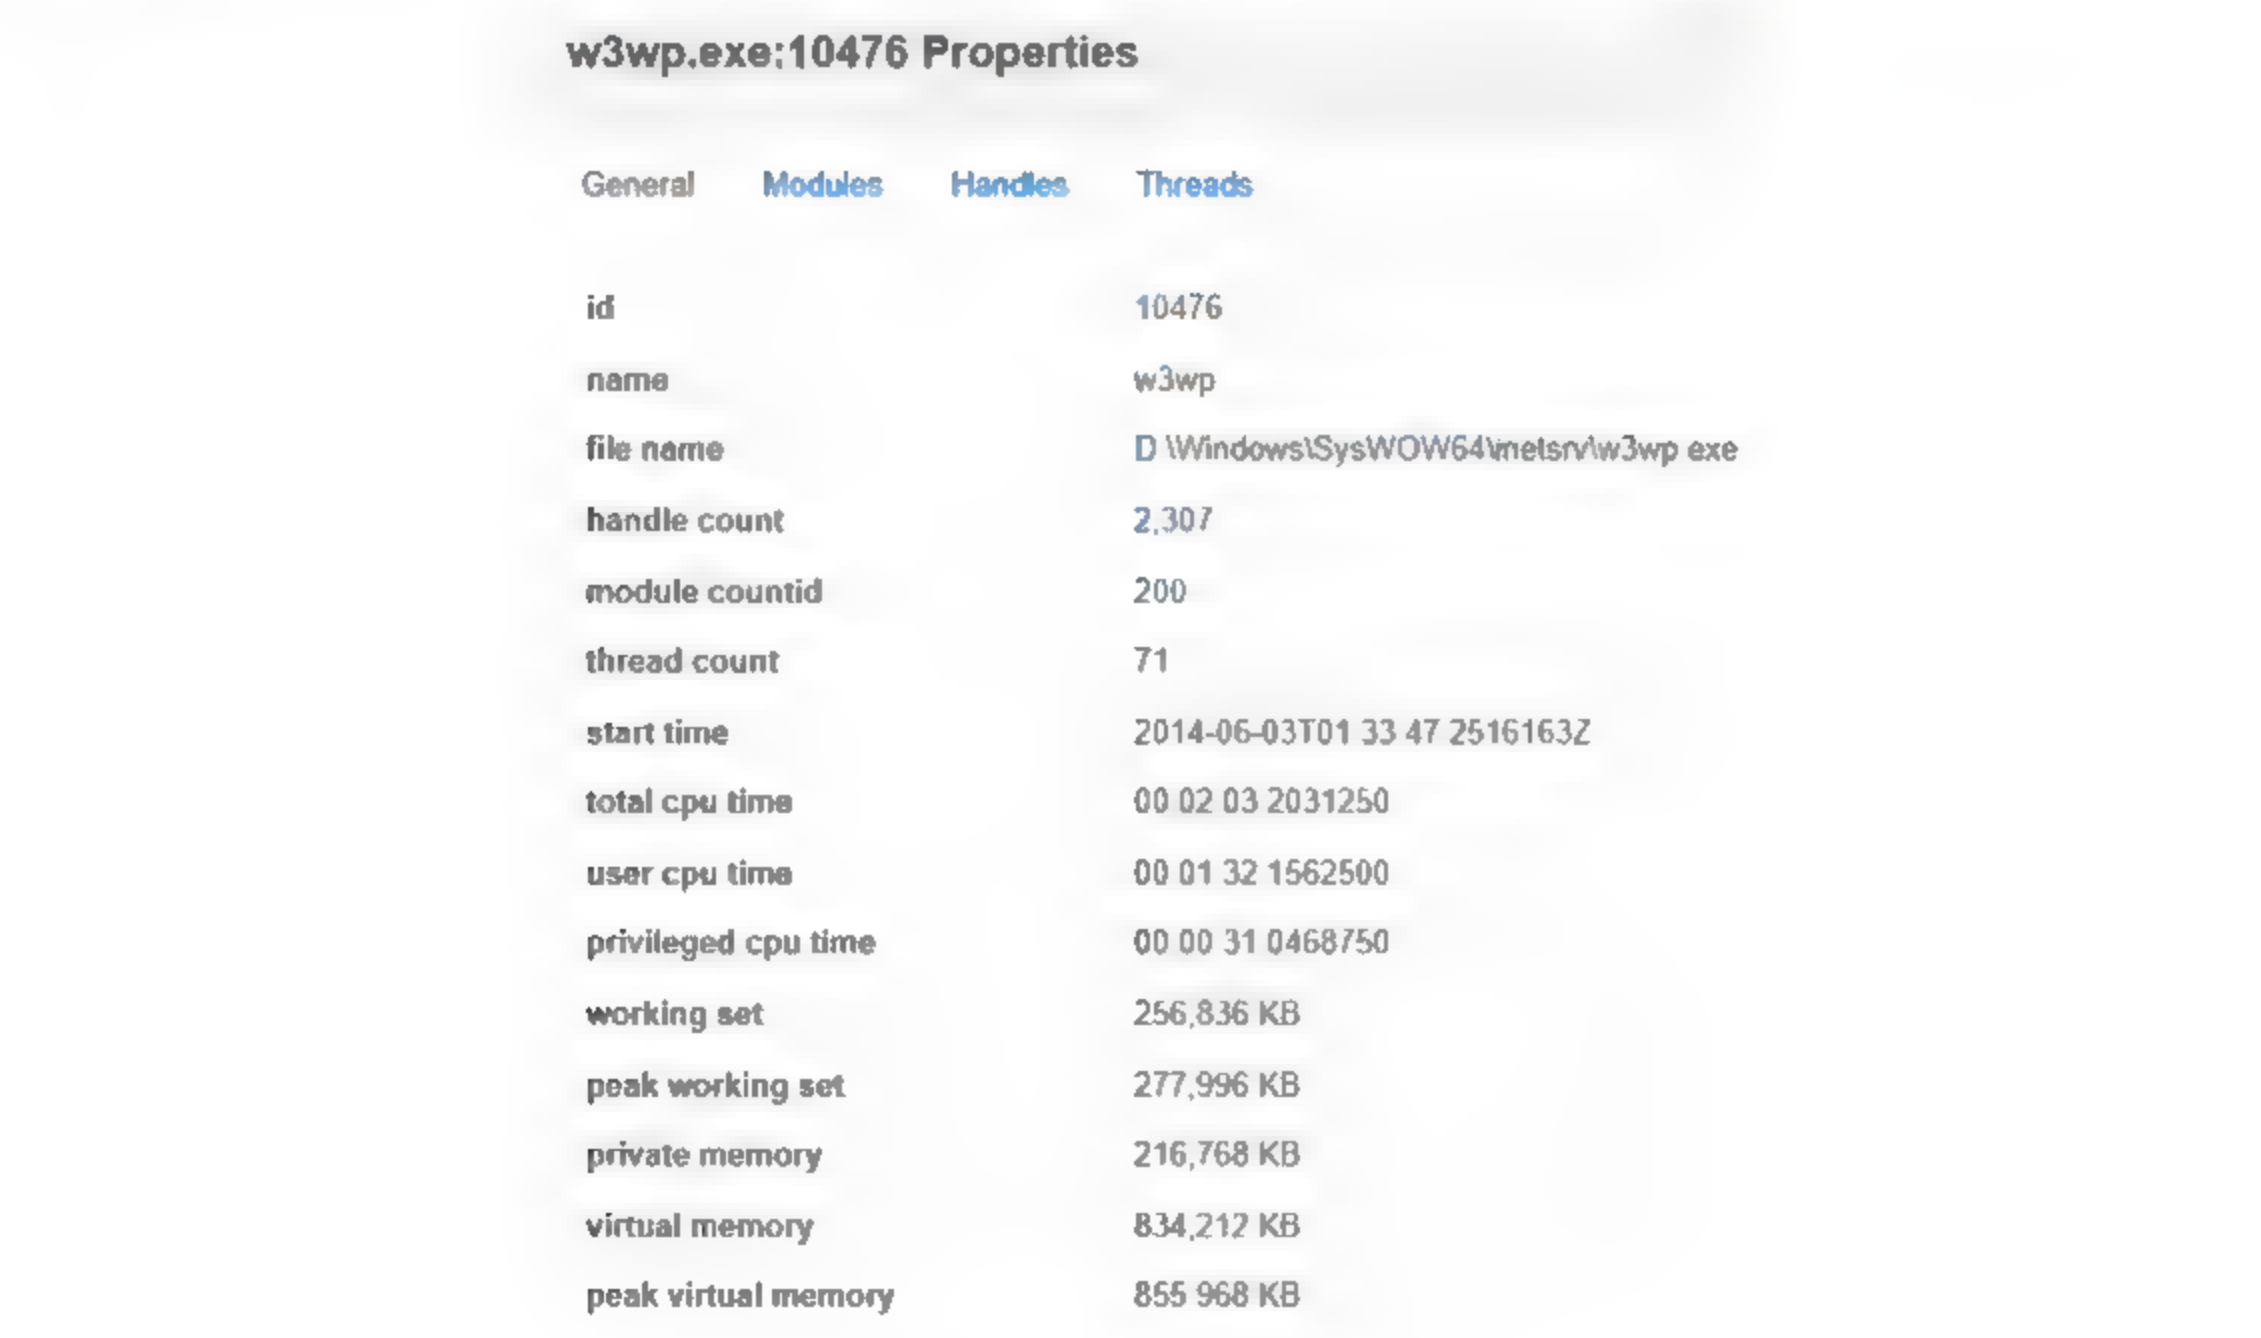 w3wp.exe:10476 Properties
General Modules Handles Threads
id 10476
name w3wp
file name D \Windows\SysWOW64\inetsrv\w3wp exe
handle count 2,307
module countid 200
thread count 71
start time 2014-06-03T01 33 47 2516163Z
total cpu time 00 02 03 2031250
user cpu time 00 01 32 1562500
privileged cpu time 00 00 31 0468750
working set 256,836 KB
peak working set 277,996 KB
private memory 216,768 KB
virtual memory 834,212 KB
peak virtual memory 855 968 KB